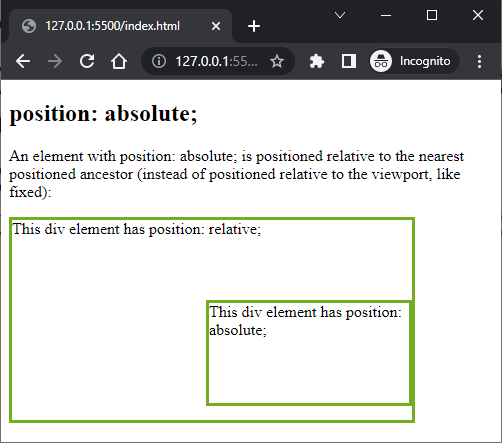 127.0.0.1:5500/index.html
127.0.0.1:55...
Incognito
position: absolute;
An element with position: absolute; is positioned relative to the nearest
positioned ancestor (instead of positioned relative to the viewport, like
fixed):
This div element has position: relative;
This div element has position:
absolute;